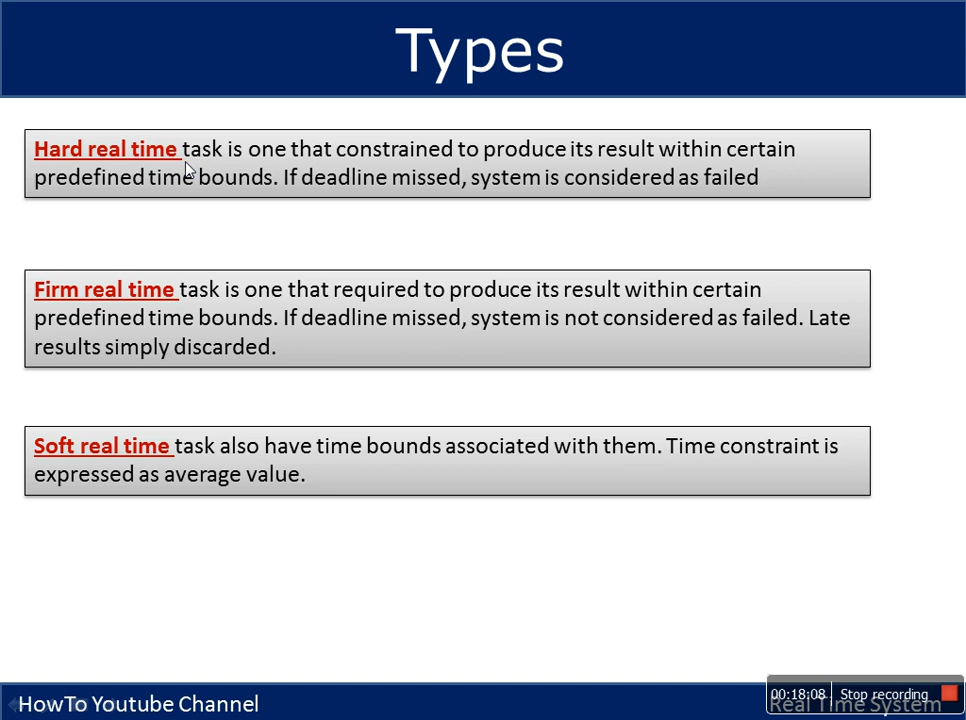 Types
Hard real time task is one that constrained to produce its result within certain
predefined time bounds. If deadline missed, system is considered as failed
Firm real time task is one that required to produce its result within certain
predefined time bounds. If deadline missed, system is not considered as failed. Late
results simply discarded.
Soft real time task also have time bounds associated with them. Time constraint is
expressed as average value.
HowTo Youtube Channel
00:18:08 Stop recording
Real Time System